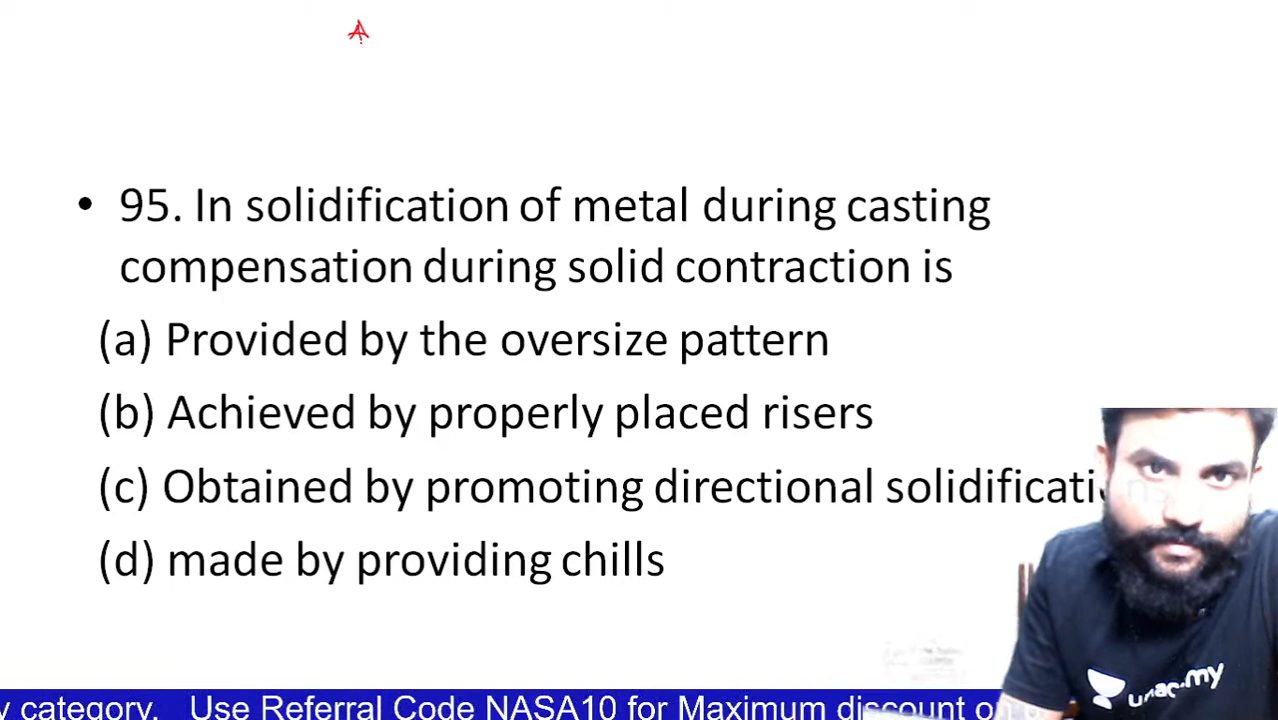 A
• 95. In solidification of metal during casting
compensation during solid contraction is
(a) Provided by the oversize pattern
(b) Achieved by properly placed risers
(c) Obtained by promoting directional
(d) made by providing chills
unacademy
category. Use Referral Code NASA10 for Maximum discount on